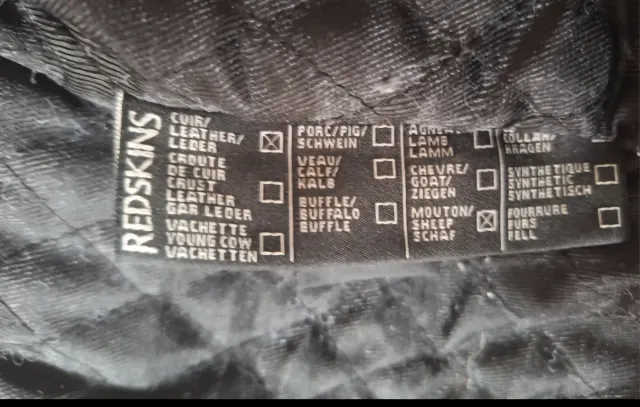 REDSKINS
CUIR/
LEATHER/
LEDER
CROUTE
DE CUIR
CRUST
LEATHER
GAR LEDER
VACHETTE
YOUNG COW
VACHETTEN
PORC/PIG/
SCHWEIN
VEAU/
CALF/
KALB
BUFFLE/
BUFFALO
BUFFLE
LAMB
LAMM
CHEVRE/
GOAT/
ZIEGEN
MOUTON/
SHEEP
SCHAF
KRAGEN
SYNTHETIQUE
SYNTHETIC
SYNTHETISCH
FOURRURE
FURS
FELL